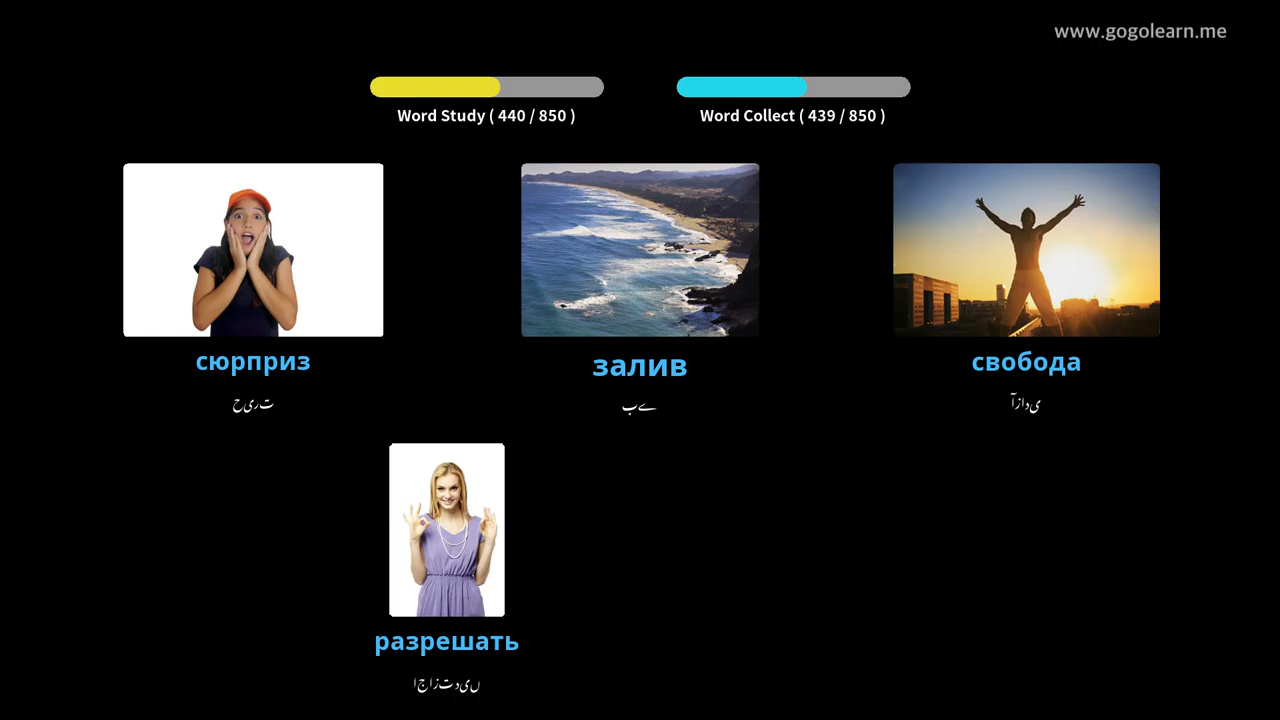 www.gogolearn.me
Word Study ( 440 / 850 )
Word Collect ( 439 / 850 )
сюрприз
залив
свобода
حیرت
بے
آزادی
разрешать
اجازت دیں